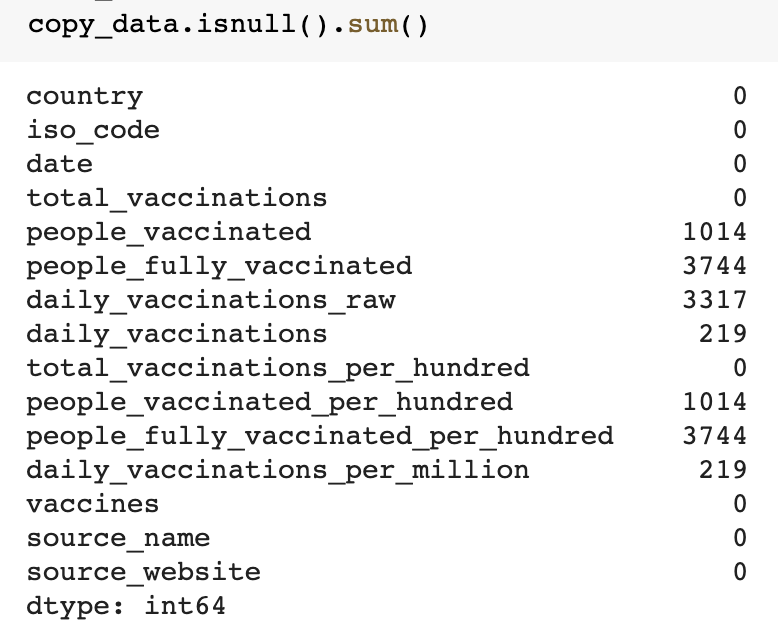 copy_data.isnull().sum()
country 0
iso_code 0
date 0
total_vaccinations 0
people_vaccinated 1014
people_fully_vaccinated 3744
daily_vaccinations_raw 3317
daily_vaccinations 219
total_vaccinations_per_hundred 0
people_vaccinated_per_hundred 1014
people_fully_vaccinated_per_hundred 3744
daily_vaccinations_per_million 219
vaccines 0
source_name 0
source_website 0
dtype: int64